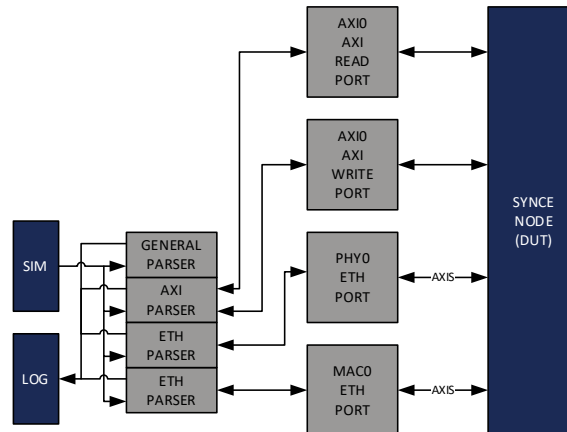 AXI0
AXI
READ
PORT
AXI0
AXI
WRITE
PORT
SYNCE
NODE
(DUT)
SIM
GENERAL
PARSER
AXI
PARSER
ETH
PARSER
ETH
PARSER
LOG
PHY0
ETH
PORT
AXIS
MAC0
ETH
PORT
AXIS